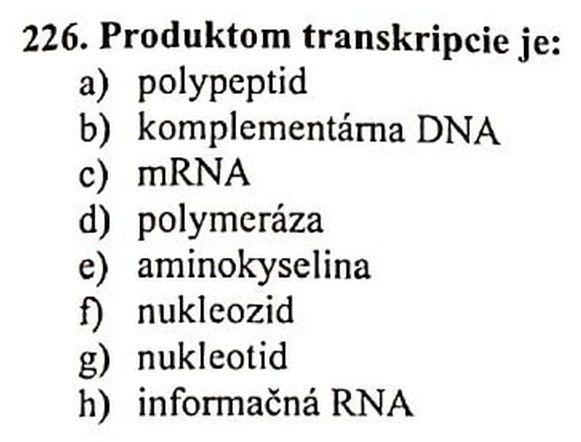 226. Produktom transkripcie je:
a) polypeptid
b) komplementárna DNA
c) mRNA
d) polymeráza
e) aminokyselina
f) nukleozid
g) nukleotid
h) informačná RNA